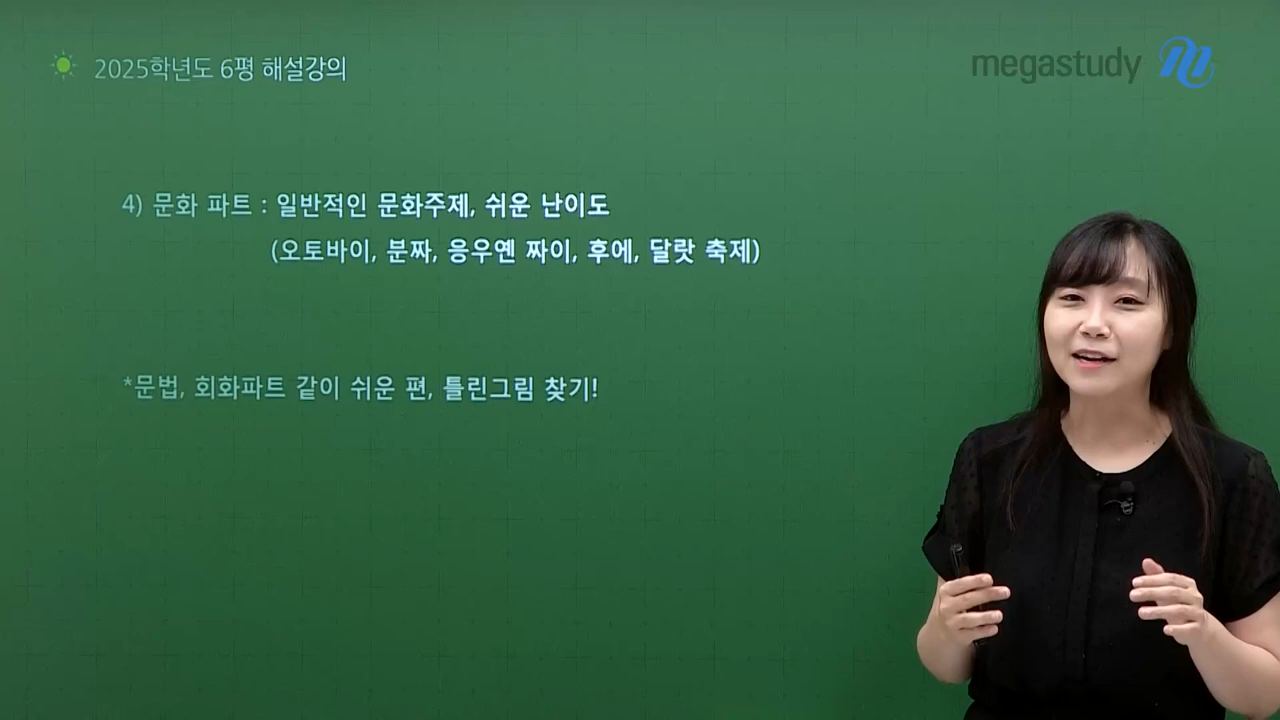 2025학년도 6평 해설강의
megastudy
4) 문화 파트 : 일반적인 문화주제, 쉬운 난이도
(오토바이, 분짜, 응우옌 짜이, 후에, 달랏 축제)
*문법, 회화파트 같이 쉬운 편, 틀린그림 찾기!